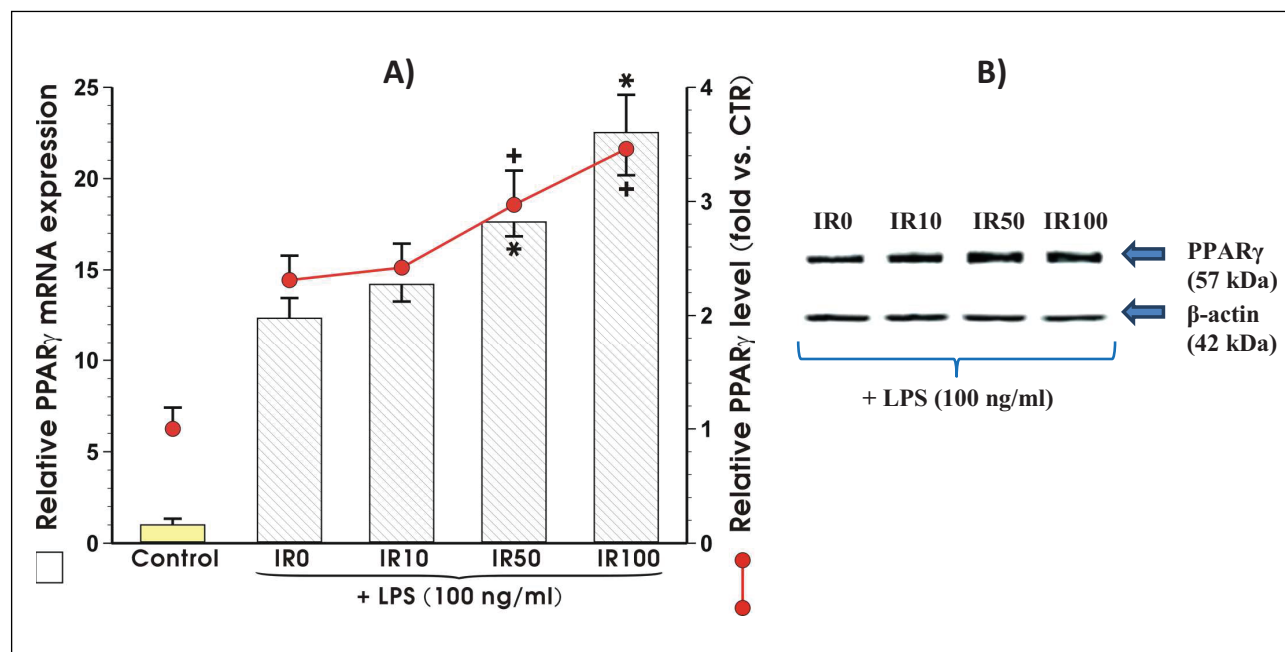 A)
B)
Relative PPARγ mRNA expression
25
20
15
10
5
0
+
*
*
+
4
3
2
1
0
Relative PPARγ level (fold vs. CTR)
Control IR0 IR10 IR50 IR100
+ LPS (100 ng/ml)
IR0 IR10 IR50 IR100
PPARγ
(57 kDa)
β-actin
(42 kDa)
+ LPS (100 ng/ml)